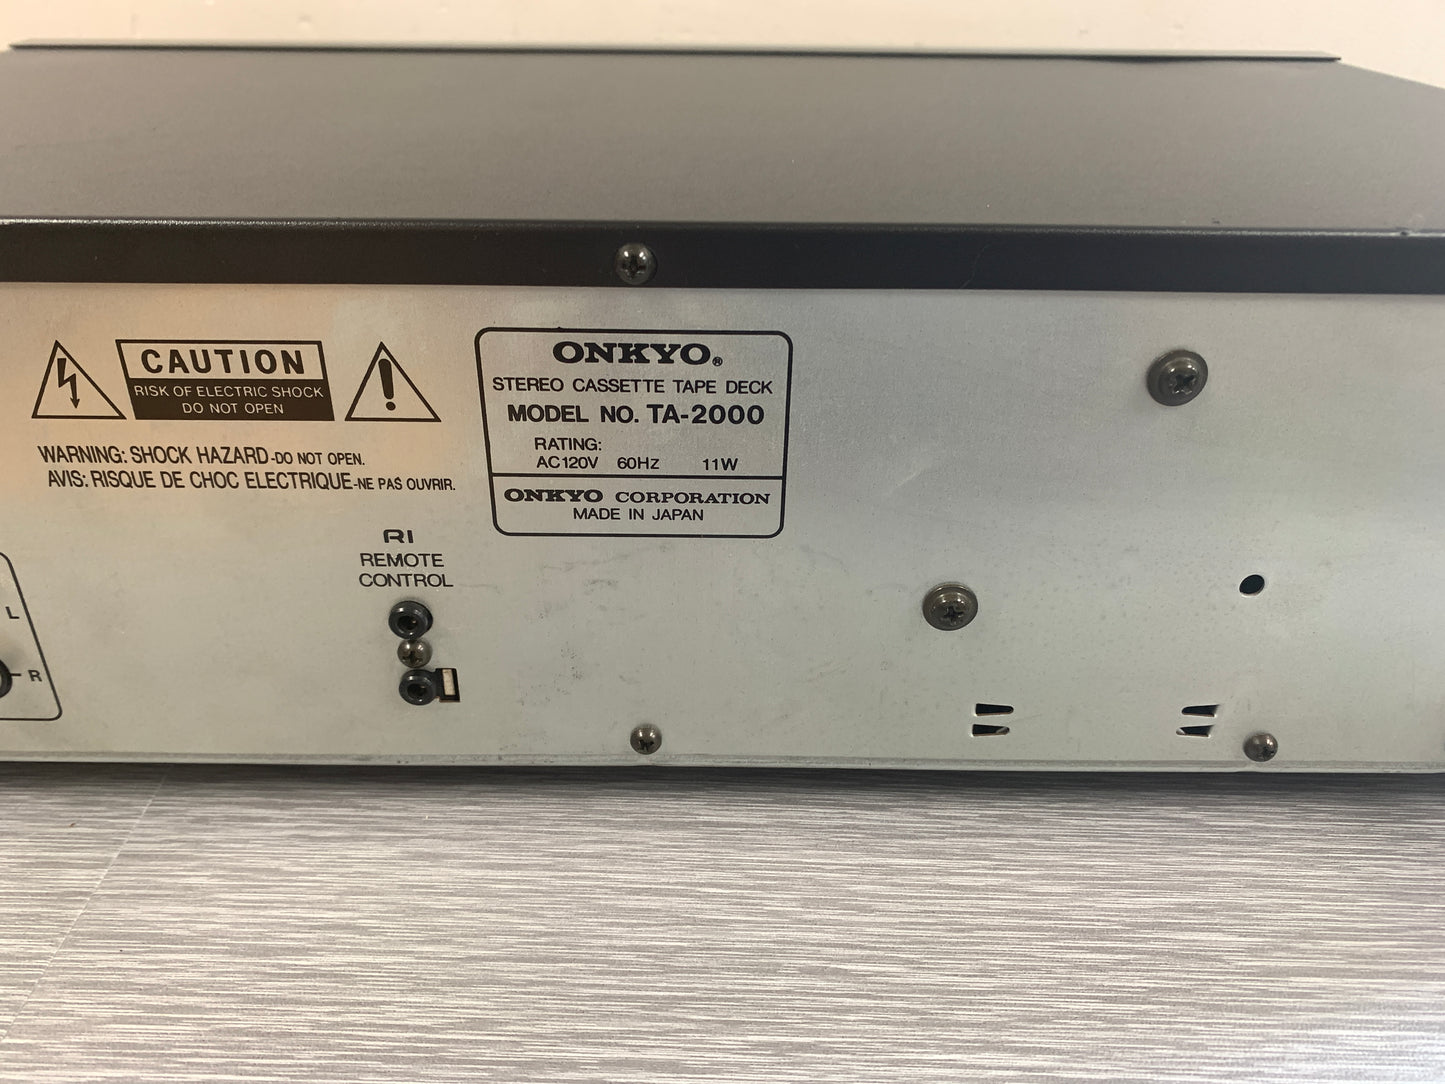 CAUTION
RISK OF ELECTRIC SHOCK
DO NOT OPEN
WARNING: SHOCK HAZARD-DO NOT OPEN.
AVIS: RISQUE DE CHOC ELECTRIQUE-NE PAS OUVRIR.
ONKYO®
STEREO CASSETTE TAPE DECK
MODEL NO. TA-2000
RATING:
AC120V 60Hz 11W
ONKYO CORPORATION
MADE IN JAPAN
RI
REMOTE
CONTROL
L
R